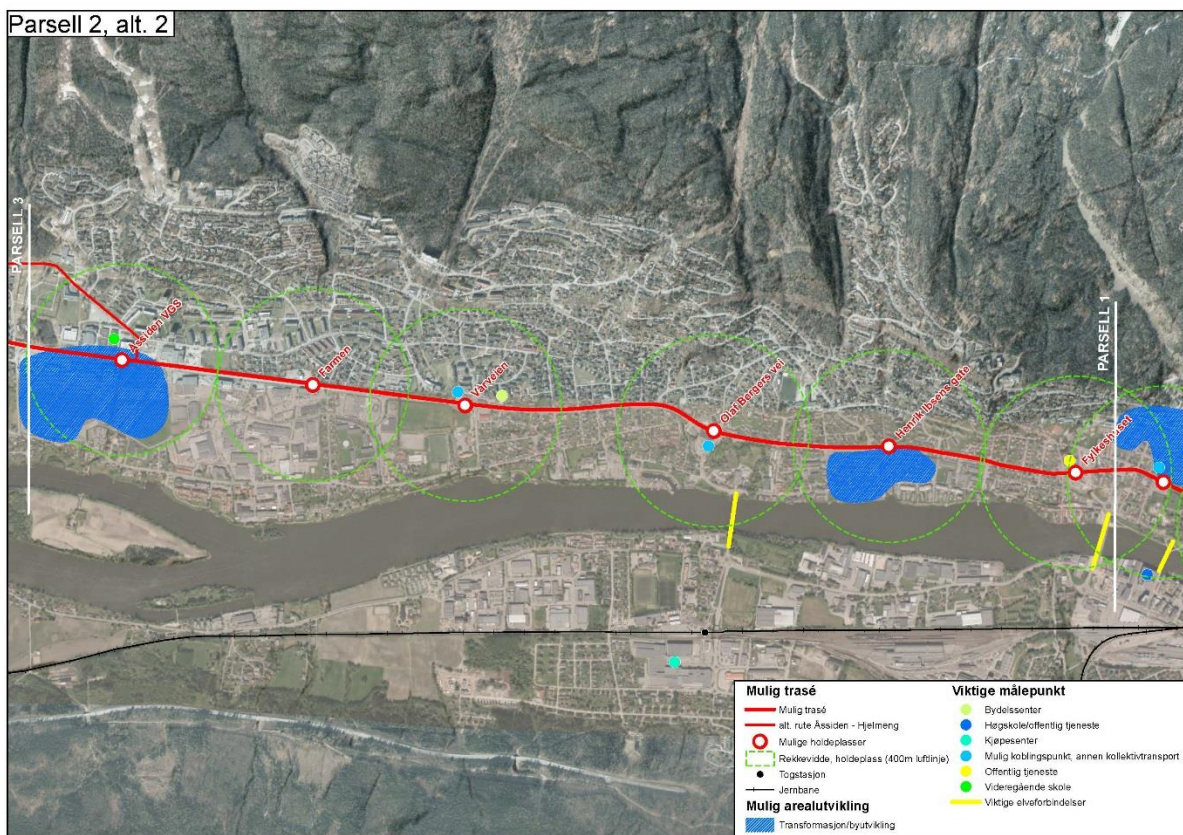 Parsell 2, alt. 2
PARSELL 3
Åssiden VGS
Farmen
Vårveien
Olaf Bergers vei
Henrik Ibsens gate
PARSELL 1
Fylkeshuset
Mulig trasé
Mulig trasé
alt. rute Åssiden - Hjelmeng
Mulige holdeplasser
Rekkevidde, holdeplass (400m luftlinje)
Togstasjon
Jernbane
Mulig arealutvikling
Transformasjon/byutvikling
Viktige målepunkt
Bydelssenter
Høgskole/offentlig tjeneste
Kjøpesenter
Mulig koblingspunkt, annen kollektivtransport
Offentlig tjeneste
Videregående skole
Viktige elveforbindelser